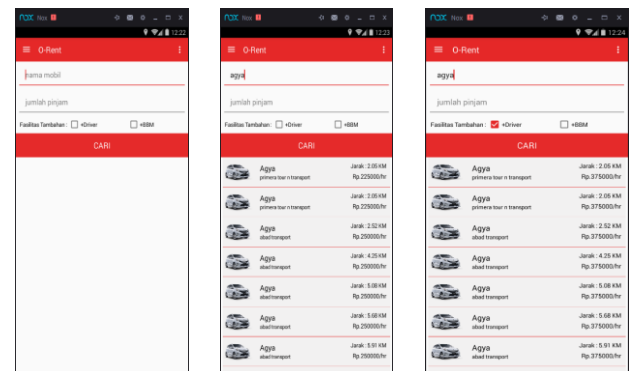 nox Nox
12:22
O-Rent
nama mobil
jumlah pinjam
Fasilitas Tambahan : +Driver +BBM
CARI
nox Nox
12:23
O-Rent
agya
jumlah pinjam
Fasilitas Tambahan : +Driver +BBM
CARI
Agya Jarak : 2.05 KM
primera tour n transport Rp.225000/hr
Agya Jarak : 2.05 KM
primera tour n transport Rp.225000/hr
Agya Jarak : 2.52 KM
abad transport Rp.250000/hr
Agya Jarak : 4.25 KM
abad transport Rp.250000/hr
Agya Jarak : 5.08 KM
abad transport Rp.250000/hr
Agya Jarak : 5.68 KM
abad transport Rp.250000/hr
Agya Jarak : 5.91 KM
abad transport Rp.250000/hr
nox Nox
12:24
O-Rent
agya
jumlah pinjam
Fasilitas Tambahan : +Driver +BBM
CARI
Agya Jarak : 2.05 KM
primera tour n transport Rp.375000/hr
Agya Jarak : 2.05 KM
primera tour n transport Rp.375000/hr
Agya Jarak : 2.52 KM
abad transport Rp.375000/hr
Agya Jarak : 4.25 KM
abad transport Rp.375000/hr
Agya Jarak : 5.08 KM
abad transport Rp.375000/hr
Agya Jarak : 5.68 KM
abad transport Rp.375000/hr
Agya Jarak : 5.91 KM
abad transport Rp.375000/hr